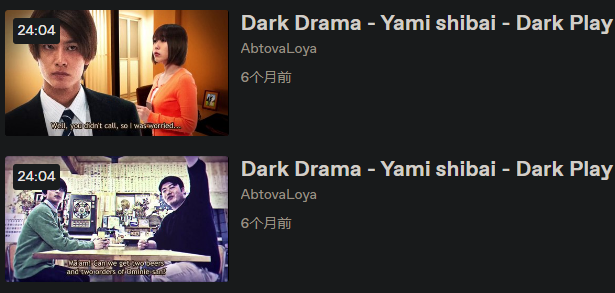 24:04
Well, you didn't call, so I was worried...
Dark Drama - Yami shibai - Dark Play
AbtovaLoya
6个月前
24:04
Ma'am! Can we get two beers
and two orders of Ominie-san?
Dark Drama - Yami shibai - Dark Play
AbtovaLoya
6个月前